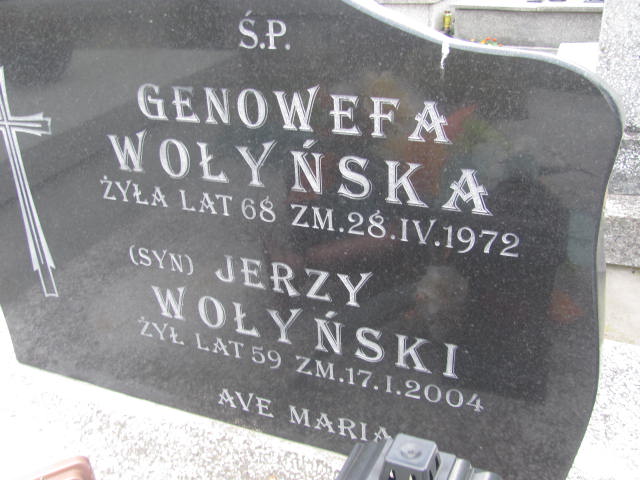 Ś.P.
GENOWEFA
WOŁYŃSKA
ŻYŁA LAT 68 ZM.28.IV.1972
(SYN) JERZY
WOŁYŃSKI
ŻYŁ LAT 59 ZM.17.I.2004
AVE MARIA